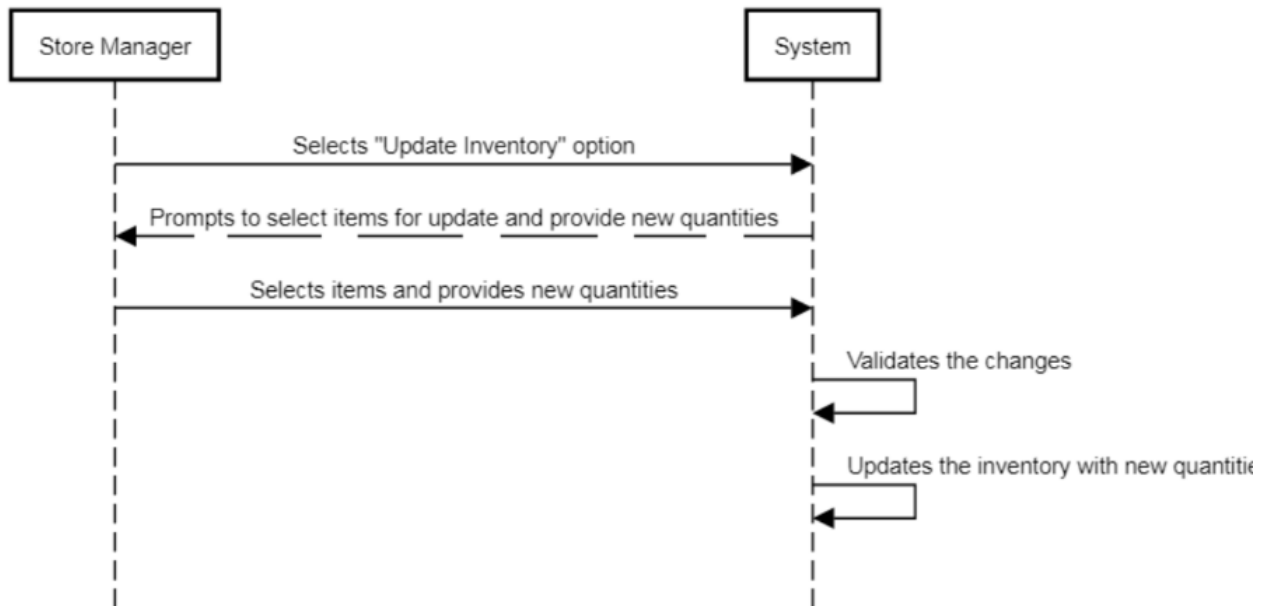 Store Manager
System
Selects "Update Inventory" option
Prompts to select items for update and provide new quantities
Selects items and provides new quantities
Validates the changes
Updates the inventory with new